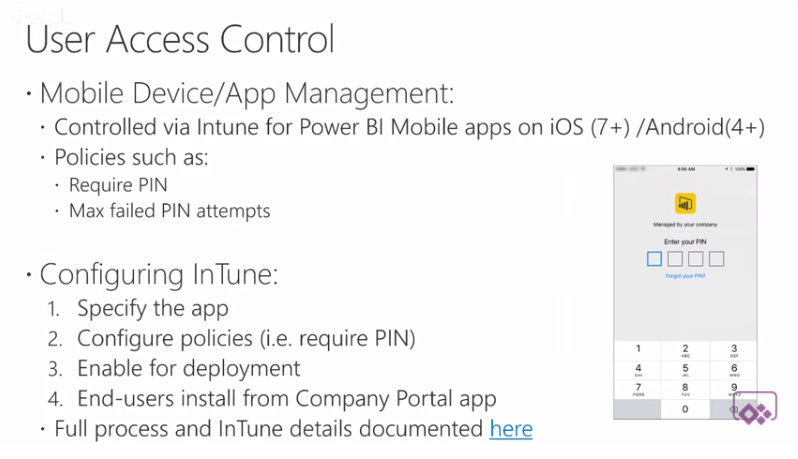 User Access Control
· Mobile Device/App Management:
· Controlled via Intune for Power BI Mobile apps on iOS (7+) /Android(4+)
· Policies such as:
· Require PIN
· Max failed PIN attempts
· Configuring InTune:
1. Specify the app
2. Configure policies (i.e. require PIN)
3. Enable for deployment
4. End-users install from Company Portal app
· Full process and InTune details documented here
9:50 AM
100%
Managed by your company
Enter your PIN
Forgot your PIN?
1 2 3
ABC DEF
4 5 6
GHI JKL MNO
7 8 9
PQRS TUV
0